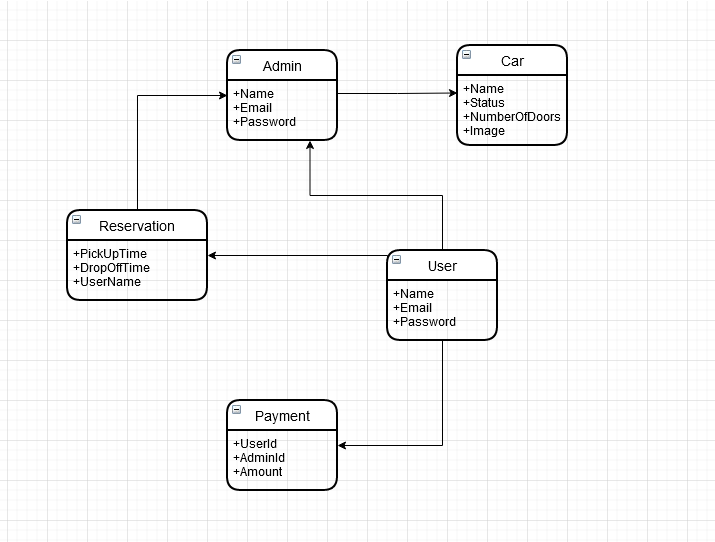 Admin
+Name
+Email
+Password
Car
+Name
+Status
+NumberOfDoors
+Image
Reservation
+PickUpTime
+DropOffTime
+UserName
User
+Name
+Email
+Password
Payment
+UserId
+AdminId
+Amount